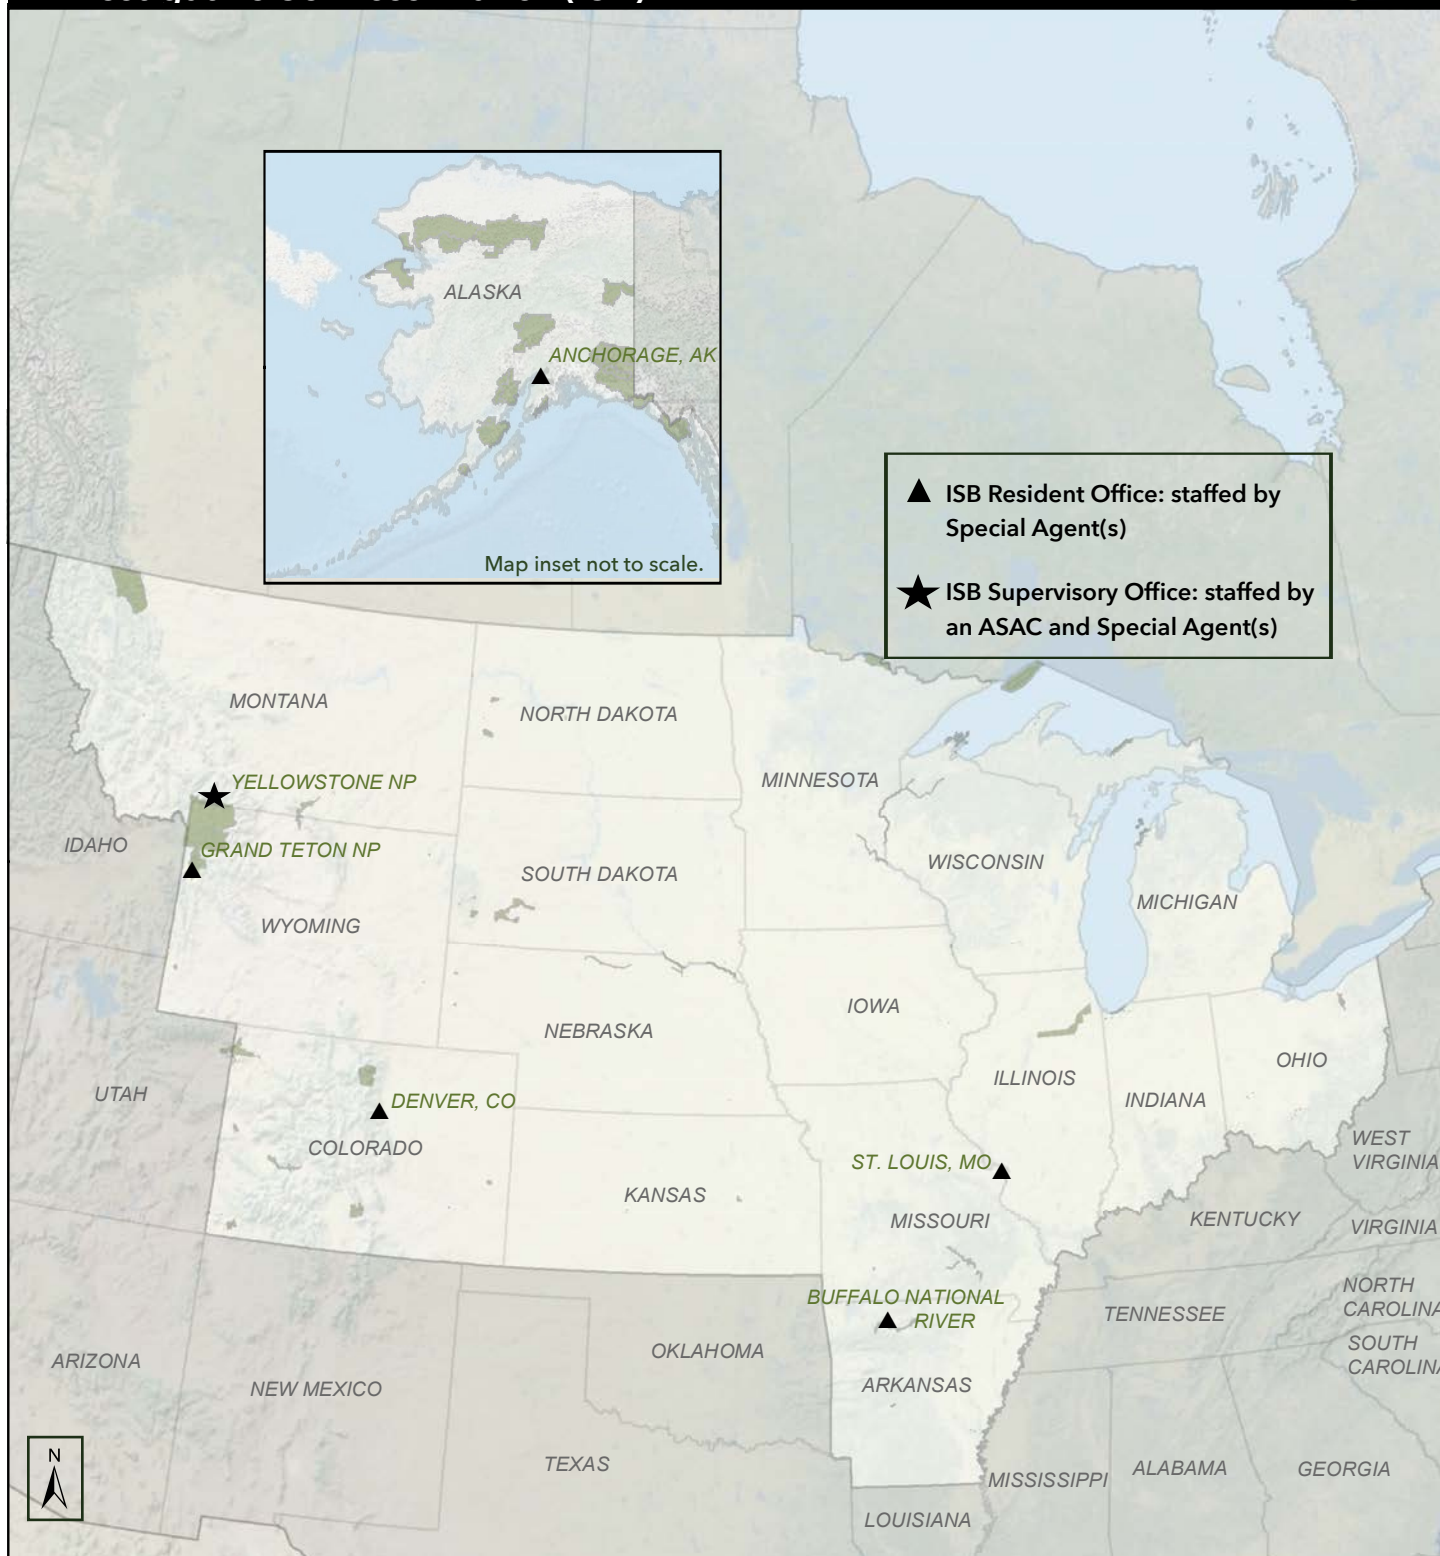 ALASKA
ANCHORAGE, AK
Map inset not to scale.
ISB Resident Office: staffed by
Special Agent(s)
ISB Supervisory Office: staffed by
an ASAC and Special Agent(s)
MONTANA
NORTH DAKOTA
MINNESOTA
YELLOWSTONE NP
IDAHO
GRAND TETON NP
SOUTH DAKOTA
WISCONSIN
MICHIGAN
WYOMING
IOWA
NEBRASKA
OHIO
ILLINOIS
UTAH
DENVER, CO
INDIANA
COLORADO
WEST
VIRGINIA
ST. LOUIS, MO
KANSAS
MISSOURI
KENTUCKY
VIRGINIA
BUFFALO NATIONAL
RIVER
NORTH
CAROLINA
TENNESSEE
SOUTH
CAROLINA
OKLAHOMA
ARIZONA
NEW MEXICO
ARKANSAS
N
TEXAS
MISSISSIPPI
ALABAMA
GEORGIA
LOUISIANA